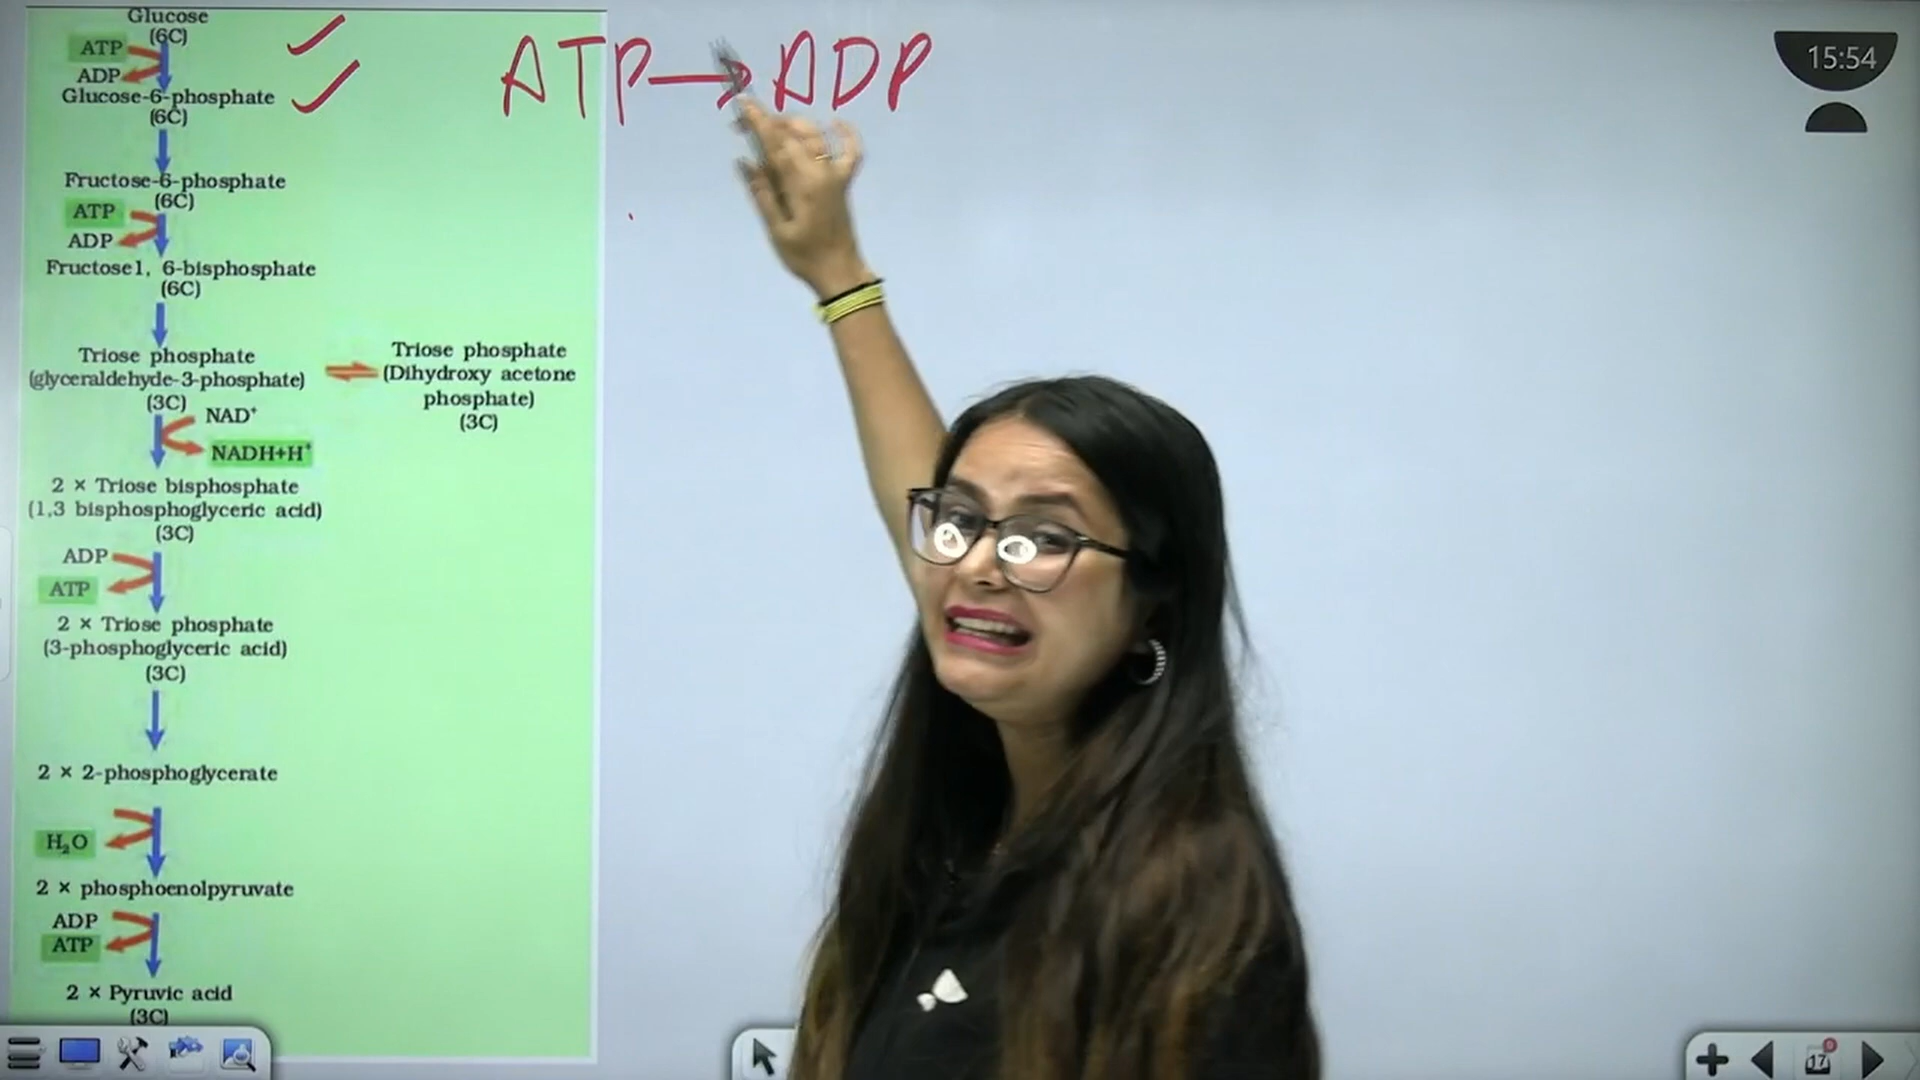 Glucose
(6C)
ATP
ADP
Glucose-6-phosphate
(6C)
Fructose-6-phosphate
(6C)
ATP
ADP
Fructose1, 6-bisphosphate
(6C)
Triose phosphate
(glyceraldehyde-3-phosphate)
(3C)
Triose phosphate
(Dihydroxy acetone
phosphate)
(3C)
NAD⁺
NADH+H⁺
2 × Triose bisphosphate
(1,3 bisphosphoglyceric acid)
(3C)
ADP
ATP
2 × Triose phosphate
(3-phosphoglyceric acid)
(3C)
2 × 2-phosphoglycerate
H₂O
2 × phosphoenolpyruvate
ADP
ATP
2 × Pyruvic acid
(3C)
ATP → ADP
15:54
17